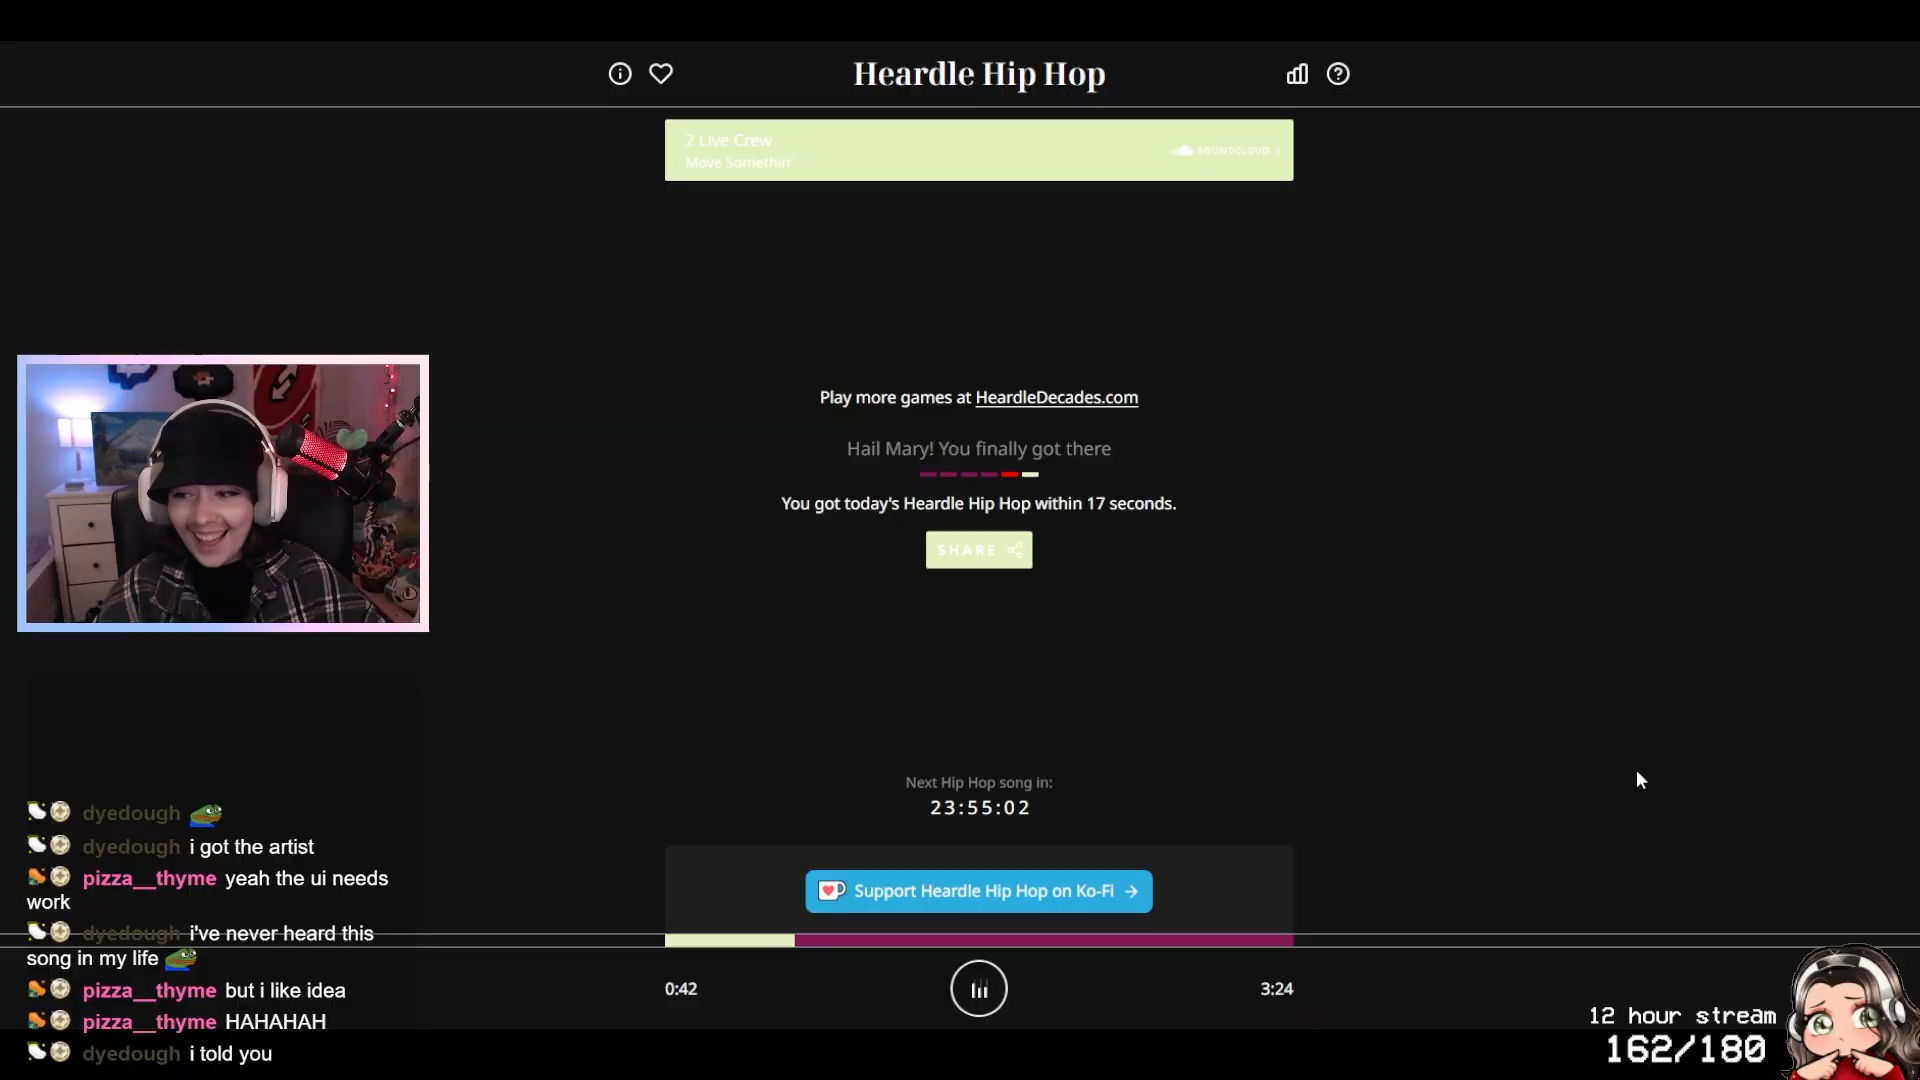 Heardle Hip Hop
2 Live Crew
Move Somethin'
SOUNDCLOUD
Play more games at HeardleDecades.com
Hail Mary! You finally got there
You got today's Heardle Hip Hop within 17 seconds.
SHARE
Next Hip Hop song in:
23:55:02
Support Heardle Hip Hop on Ko-Fi
0:42
3:24
dyedough
dyedough i got the artist
pizza__thyme yeah the ui needs
work
dyedough i've never heard this
song in my life
pizza__thyme but i like idea
pizza__thyme HAHAHAH
dyedough i told you
12 hour stream
162/180